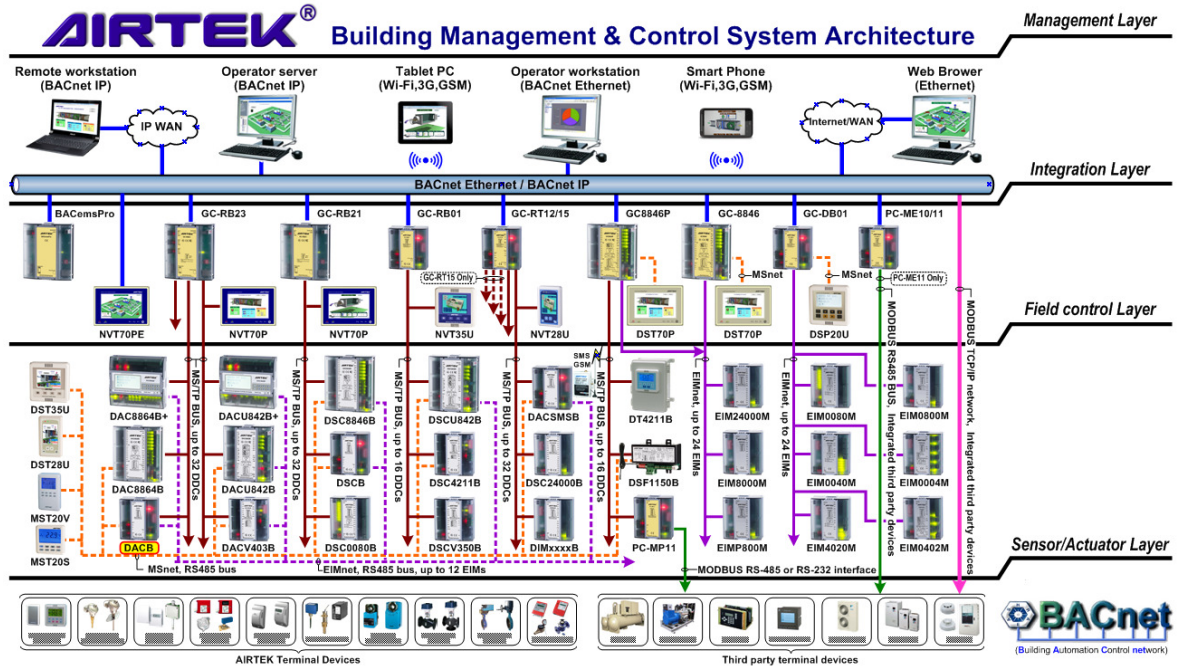 AIRTEK®
Building Management & Control System Architecture
Management Layer
Remote workstation
(BACnet IP)
Operator server
(BACnet IP)
Tablet PC
(Wi-Fi,3G,GSM)
Operator workstation
(BACnet Ethernet)
Smart Phone
(Wi-Fi,3G,GSM)
Web Brower
(Ethernet)
IP WAN
Internet/WAN
Integration Layer
BACnet Ethernet / BACnet IP
BACemsPro
GC-RB23
GC-RB21
GC-RB01
GC-RT12/15
GC8846P
GC-8846
GC-DB01
PC-ME10/11
GC-RT15 Only
MSnet
MSnet
PC-ME11 Only
NVT70PE
NVT70P
NVT70P
NVT35U
NVT28U
DST70P
DST70P
DSP20U
Field control Layer
MS/TP BUS, up to 32 DDCs
MS/TP BUS, up to 32 DDCs
MS/TP BUS, up to 16 DDCs
MS/TP BUS, up to 32 DDCs
MS/TP BUS, up to 16 DDCs
EIMnet, up to 24 EIMs
EIMnet, up to 24 EIMs
MODBUS RS485 BUS, Integrated third party devices
MODBUS TCP/IP network, Integrated third party devices
SMS
GSM
AIRTEK
AIRTEK
DST35U
DAC8864B+
DACU842B+
DSC8846B
DSCU842B
DACSMSB
DT4211B
EIM24000M
EIM0080M
EIM0800M
DST28U
DAC8864B
DACU842B
DSCB
DSC4211B
DSC24000B
DSF1150B
EIM8000M
EIM0040M
EIM0004M
MST20V
MST20S
DACB
DACV403B
DSC0080B
DSCV350B
DIMxxxxB
PC-MP11
EIMP800M
EIM4020M
EIM0402M
MSnet, RS485 bus
EIMnet, RS485 bus, up to 12 EIMs
MODBUS RS-485 or RS-232 interface
Sensor/Actuator Layer
AIRTEK Terminal Devices
Third party terminal devices
BACnet
(Building Automation Control network)